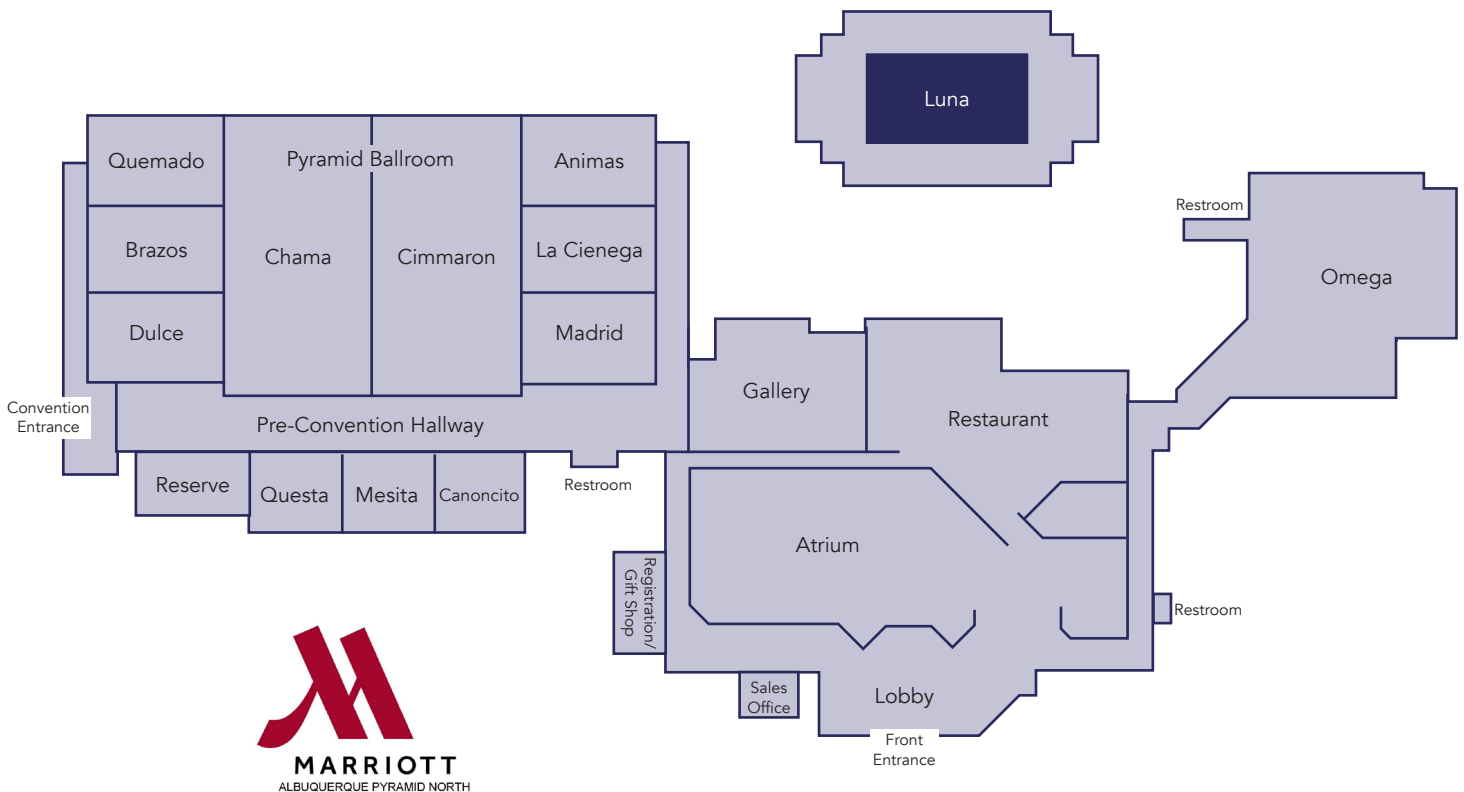 Luna
Quemado
Pyramid Ballroom
Animas
Restroom
Brazos
Chama
Cimmaron
La Cienega
Omega
Dulce
Madrid
Gallery
Restaurant
Convention
Entrance
Pre-Convention Hallway
Reserve
Questa
Mesita
Canoncito
Restroom
Atrium
Registration/
Gift Shop
Restroom
Sales
Office
Lobby
Front
Entrance
MARRIOTT
ALBUQUERQUE PYRAMID NORTH